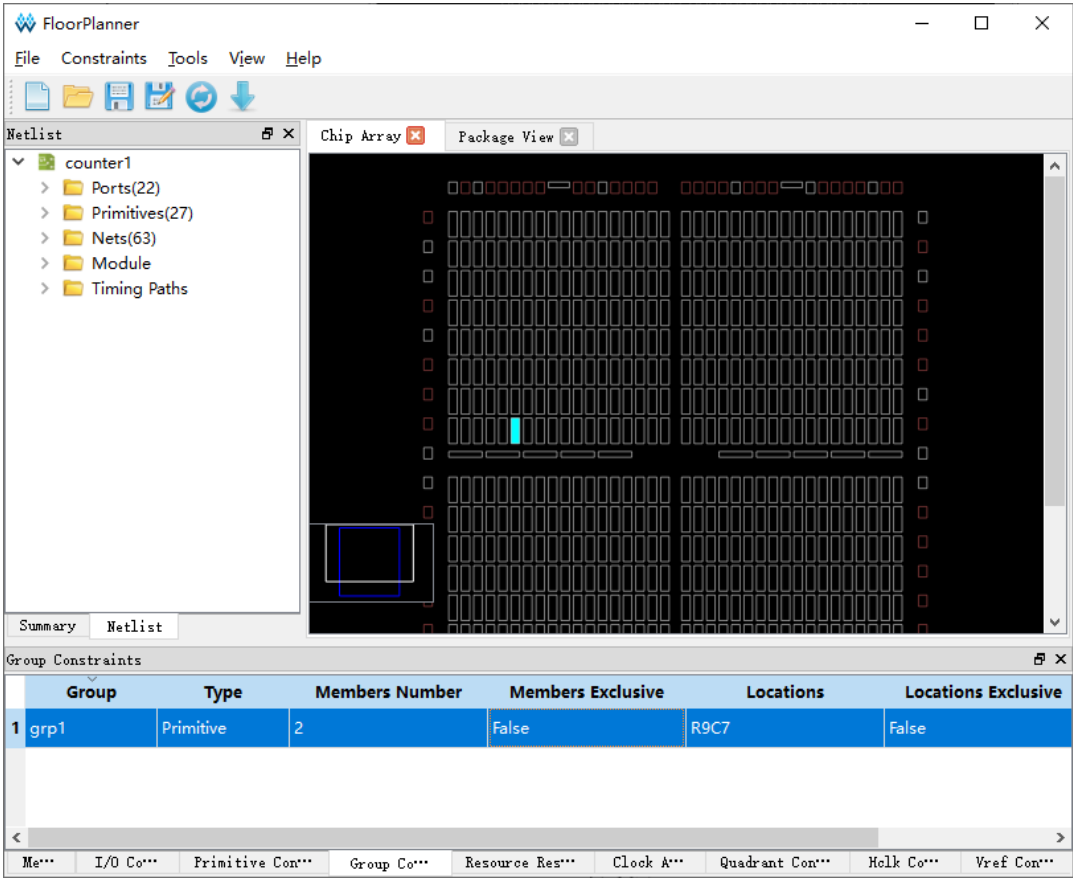 FloorPlanner
File Constraints Tools View Help
Netlist
Chip Array Package View
counter1
Ports(22)
Primitives(27)
Nets(63)
Module
Timing Paths
Summary Netlist
Group Constraints
Group Type Members Number Members Exclusive Locations Locations Exclusive
1 grp1 Primitive 2 False R9C7 False
Me··· I/O Co··· Primitive Con··· Group Co··· Resource Res··· Clock A··· Quadrant Con··· Hclk Co··· Vref Con···